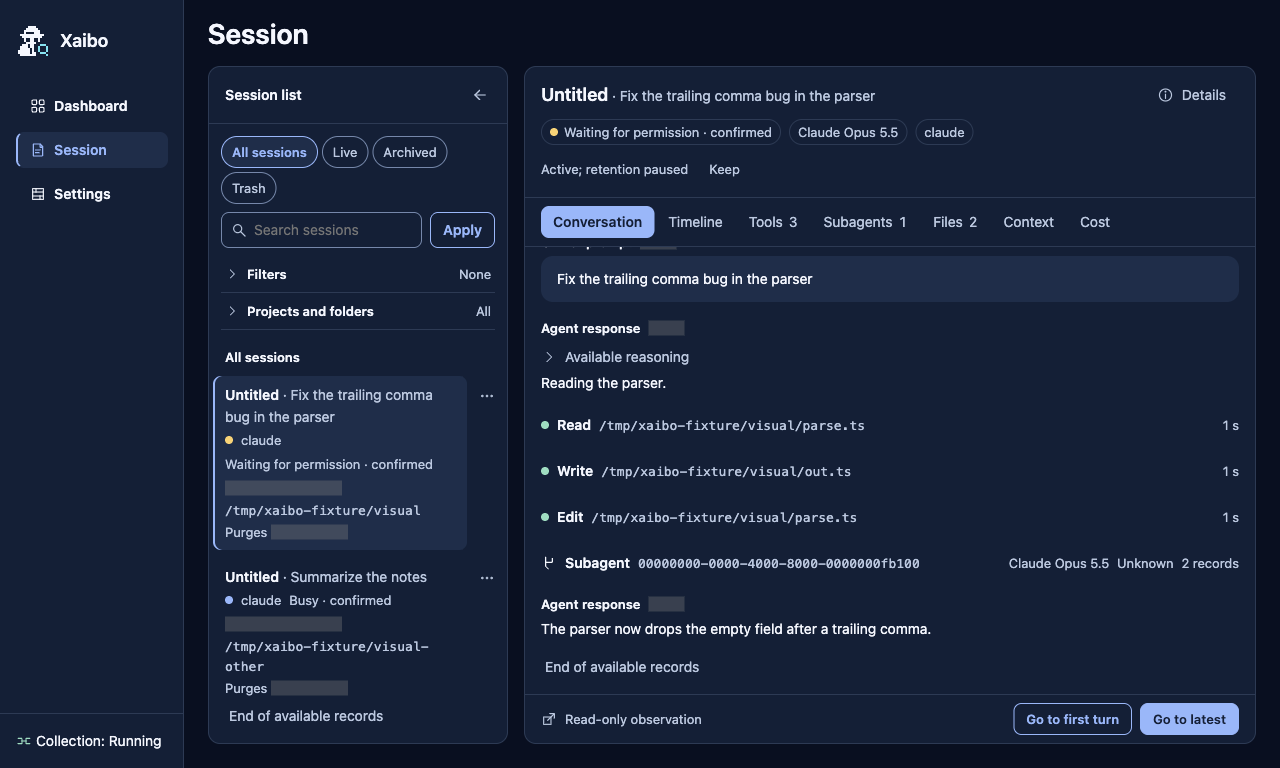 Xaibo
Dashboard
Session
Settings
Collection: Running
Session
Session list
All sessions
Live
Archived
Trash
Search sessions
Apply
Filters
None
Projects and folders
All
All sessions
Untitled · Fix the trailing comma
bug in the parser
claude
Waiting for permission · confirmed
/tmp/xaibo-fixture/visual
Purges
Untitled · Summarize the notes
claude Busy · confirmed
/tmp/xaibo-fixture/visual-
other
Purges
End of available records
Untitled · Fix the trailing comma bug in the parser
Details
Waiting for permission · confirmed
Claude Opus 5.5
claude
Active; retention paused
Keep
Conversation
Timeline
Tools 3
Subagents 1
Files 2
Context
Cost
Fix the trailing comma bug in the parser
Agent response
Available reasoning
Reading the parser.
Read /tmp/xaibo-fixture/visual/parse.ts 1 s
Write /tmp/xaibo-fixture/visual/out.ts 1 s
Edit /tmp/xaibo-fixture/visual/parse.ts 1 s
Subagent 00000000-0000-4000-8000-0000000fb100 Claude Opus 5.5 Unknown 2 records
Agent response
The parser now drops the empty field after a trailing comma.
End of available records
Read-only observation
Go to first turn
Go to latest